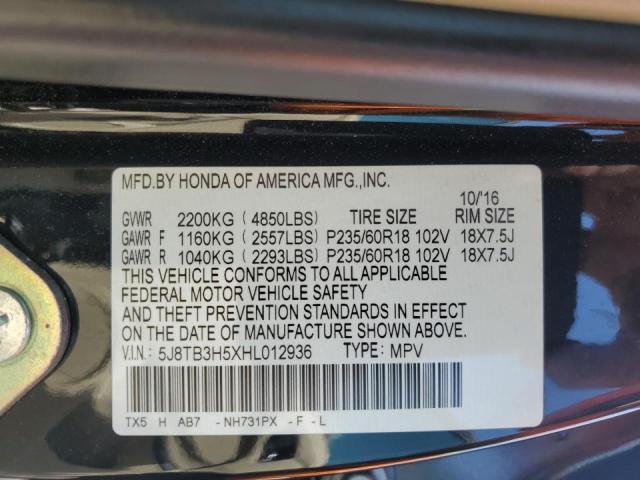 MFD.BY HONDA OF AMERICA MFG.,INC.
10/'16
GVWR 2200KG ( 4850LBS) TIRE SIZE RIM SIZE
GAWR F 1160KG ( 2557LBS) P235/60R18 102V 18X7.5J
GAWR R 1040KG ( 2293LBS) P235/60R18 102V 18X7.5J
THIS VEHICLE CONFORMS TO ALL APPLICABLE
FEDERAL MOTOR VEHICLE SAFETY
AND THEFT PREVENTION STANDARDS IN EFFECT
ON THE DATE OF MANUFACTURE SHOWN ABOVE.
V.I.N.: 5J8TB3H5XHL012936 TYPE: MPV
TX5 H AB7 - NH731PX - F - L